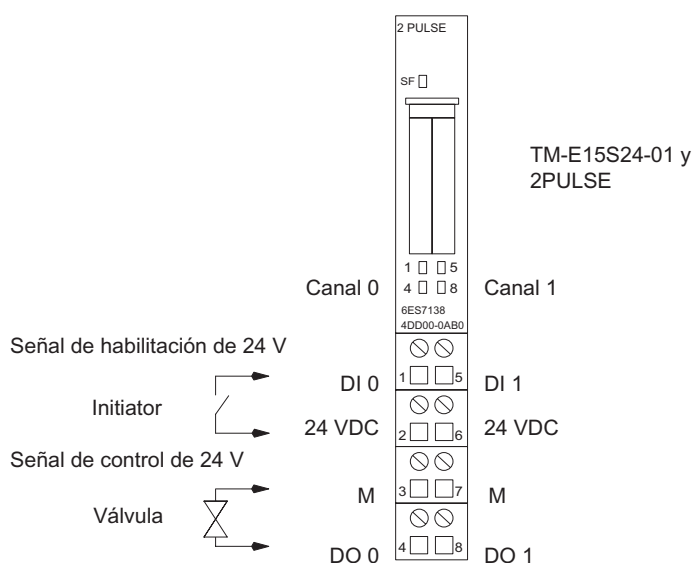 2 PULSE
SF
TM-E15S24-01 y
2PULSE
1 5
Canal 0 4 8 Canal 1
6ES7138
4DD00-0AB0
Señal de habilitación de 24 V
DI 0 1 5 DI 1
Initiator
24 VDC 2 6 24 VDC
Señal de control de 24 V
M 3 7 M
Válvula
DO 0 4 8 DO 1